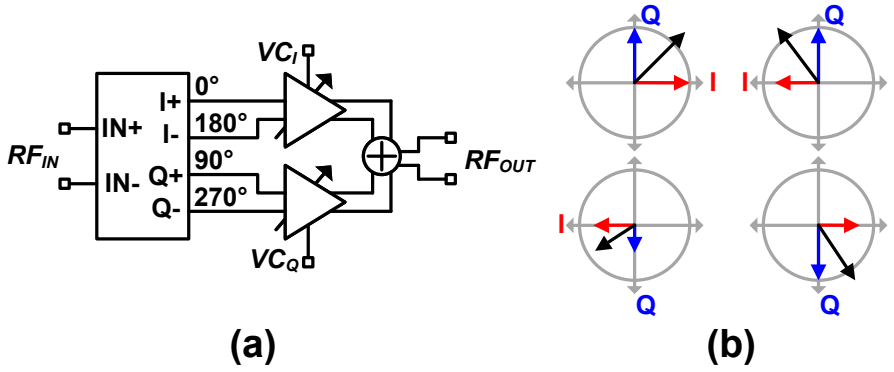 VC_I
0°
I+
IN+
180°
I-
RF_IN
90°
RF_OUT
IN-
Q+
270°
Q-
VC_Q
(a)
Q
I
Q
I
I
Q
Q
(b)